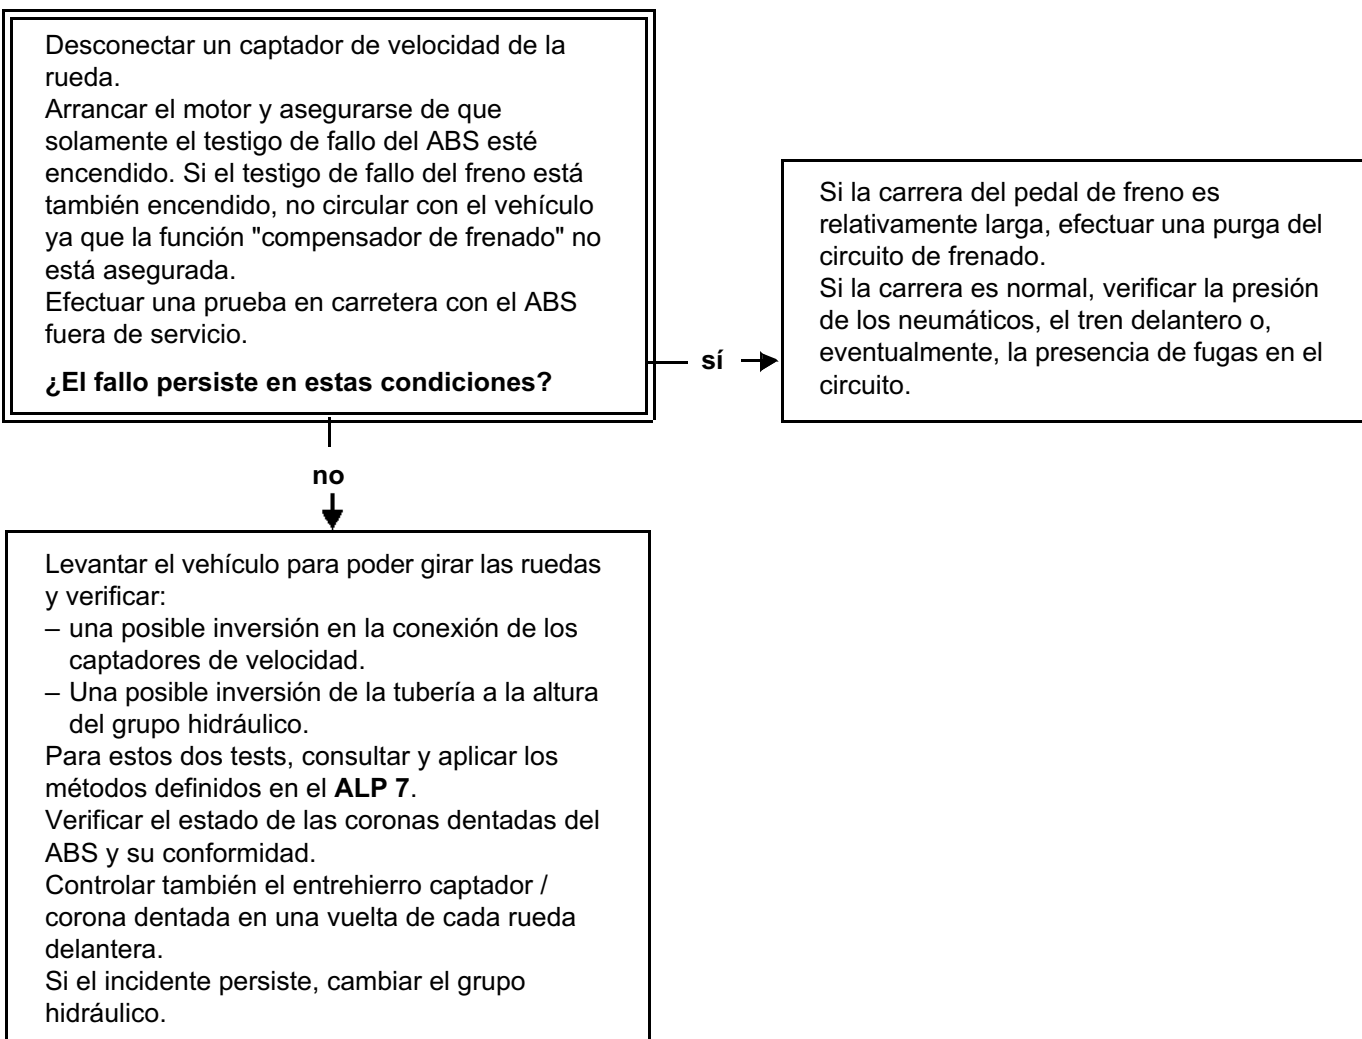 Desconectar un captador de velocidad de la
rueda.
Arrancar el motor y asegurarse de que
solamente el testigo de fallo del ABS esté
encendido. Si el testigo de fallo del freno está
también encendido, no circular con el vehículo
ya que la función "compensador de frenado" no
está asegurada.
Efectuar una prueba en carretera con el ABS
fuera de servicio.
¿El fallo persiste en estas condiciones?
sí
Si la carrera del pedal de freno es
relativamente larga, efectuar una purga del
circuito de frenado.
Si la carrera es normal, verificar la presión
de los neumáticos, el tren delantero o,
eventualmente, la presencia de fugas en el
circuito.
no
Levantar el vehículo para poder girar las ruedas
y verificar:
– una posible inversión en la conexión de los
captadores de velocidad.
– Una posible inversión de la tubería a la altura
del grupo hidráulico.
Para estos dos tests, consultar y aplicar los
métodos definidos en el ALP 7.
Verificar el estado de las coronas dentadas del
ABS y su conformidad.
Controlar también el entrehierro captador /
corona dentada en una vuelta de cada rueda
delantera.
Si el incidente persiste, cambiar el grupo
hidráulico.